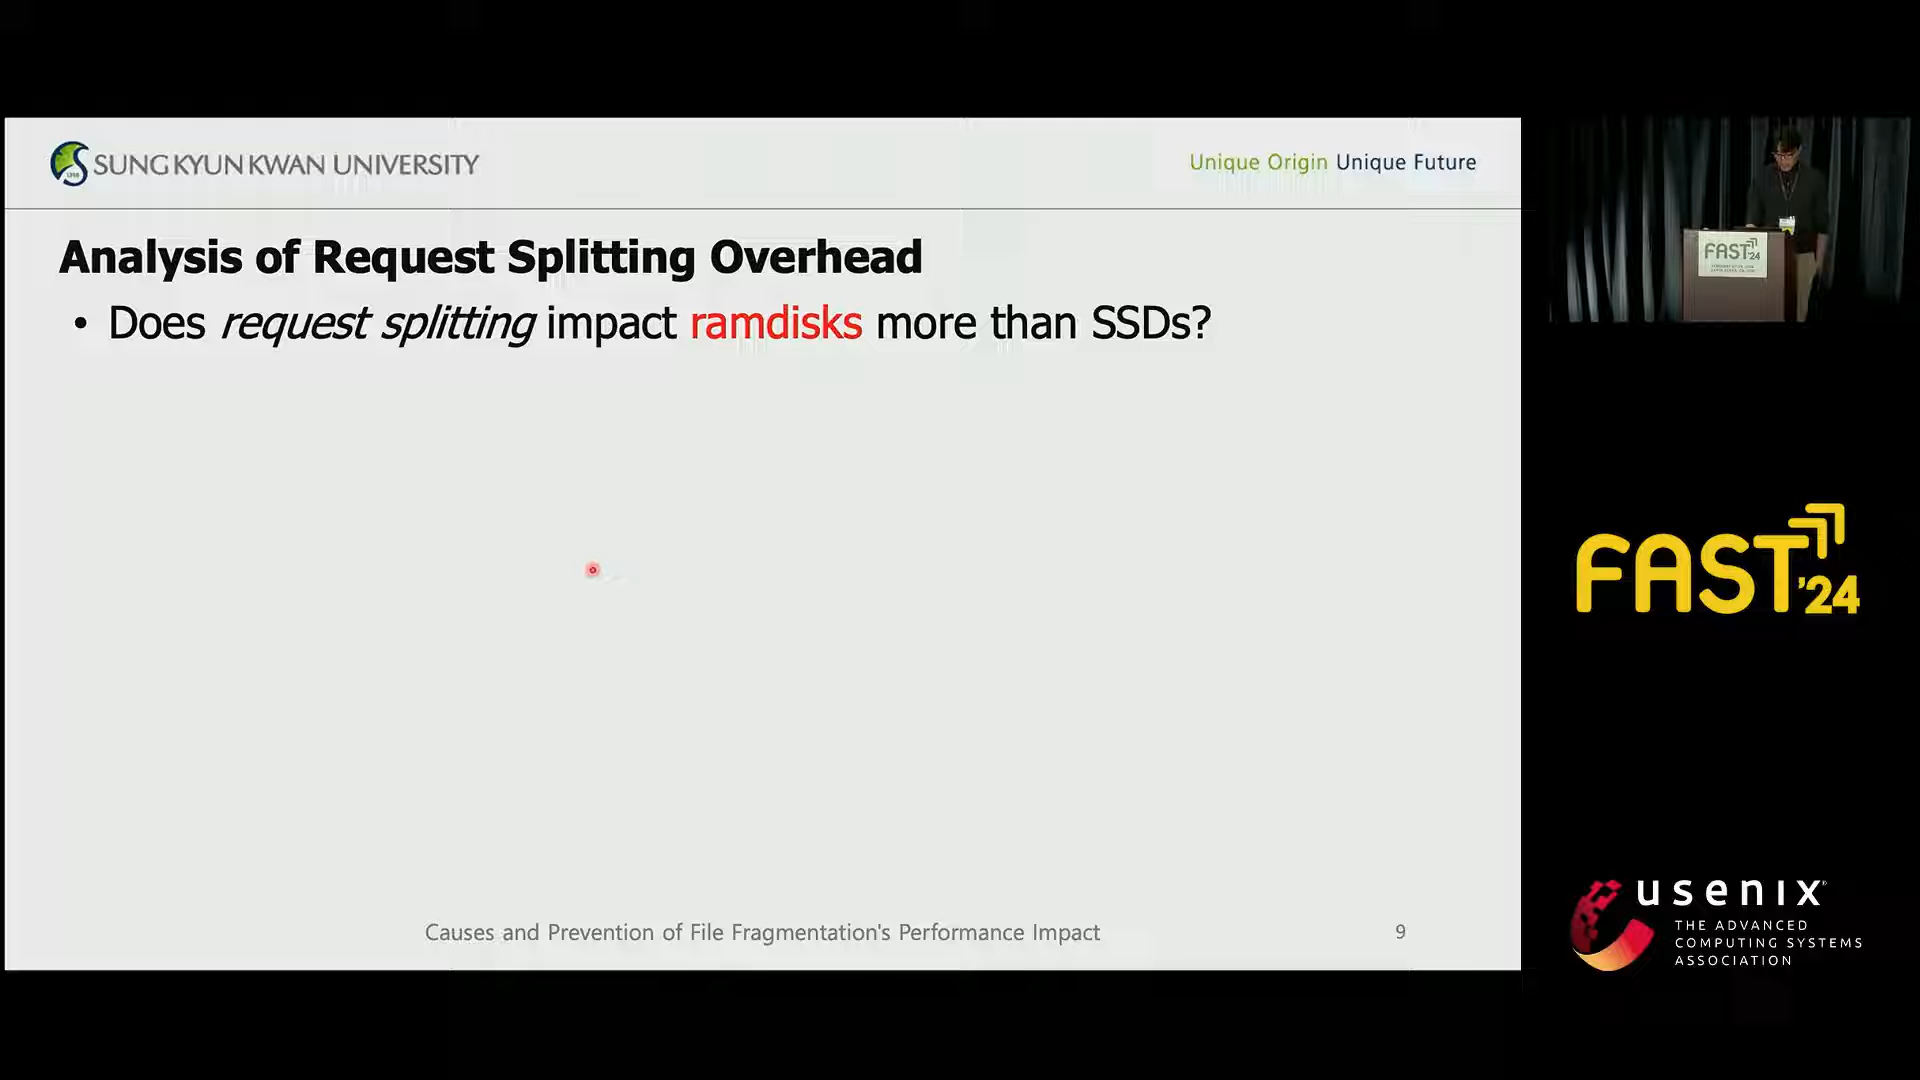 SUNG KYUN KWAN UNIVERSITY
Unique Origin Unique Future
Analysis of Request Splitting Overhead
• Does request splitting impact ramdisks more than SSDs?
Causes and Prevention of File Fragmentation's Performance Impact
9
FAST'24
FAST'24
usenix
THE ADVANCED
COMPUTING SYSTEMS
ASSOCIATION